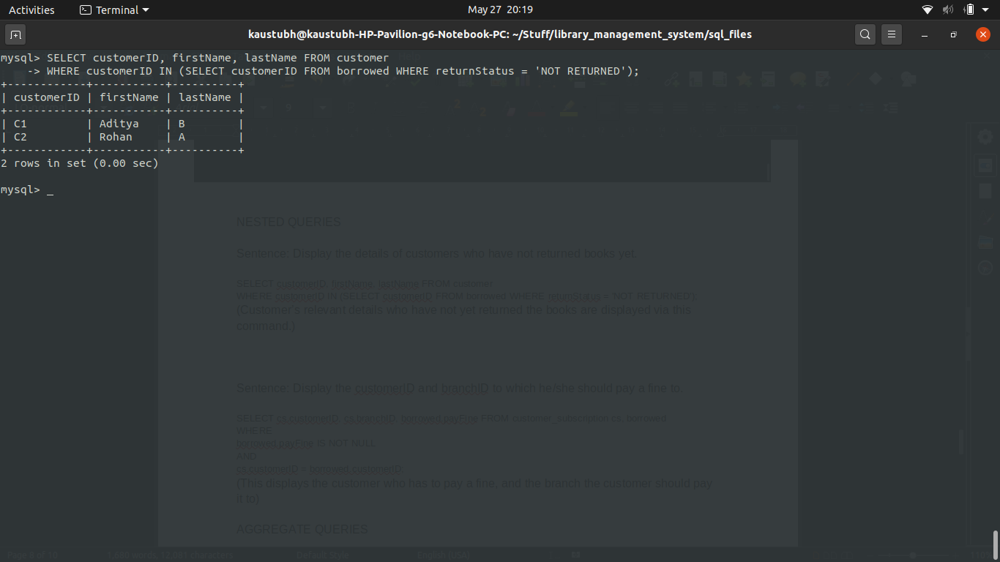 Activities Terminal May 27 20:19
kaustubh@kaustubh-HP-Pavilion-g6-Notebook-PC: ~/Stuff/library_management_system/sql_files
mysql> SELECT customerID, firstName, lastName FROM customer
    -> WHERE customerID IN (SELECT customerID FROM borrowed WHERE returnStatus = 'NOT RETURNED');
+------------+-----------+----------+
| customerID | firstName | lastName |
+------------+-----------+----------+
| C1         | Aditya    | B        |
| C2         | Rohan     | A        |
+------------+-----------+----------+
2 rows in set (0.00 sec)
mysql> _
NESTED QUERIES
Sentence: Display the details of customers who have not returned books yet.
SELECT customerID, firstName, lastName FROM customer
WHERE customerID IN (SELECT customerID FROM borrowed WHERE returnStatus = 'NOT RETURNED');
(Customer's relevant details who have not yet returned the books are displayed via this
command.)
Sentence: Display the customerID and branchID to which he/she should pay a fine to.
SELECT cs.customerID, cs.branchID, borrowed.payFine FROM customer_subscription cs, borrowed
WHERE
borrowed.payFine IS NOT NULL
AND
cs.customerID = borrowed.customerID;
(This displays the customer who has to pay a fine, and the branch the customer should pay
it to)
AGGREGATE QUERIES
Default Style English (USA)